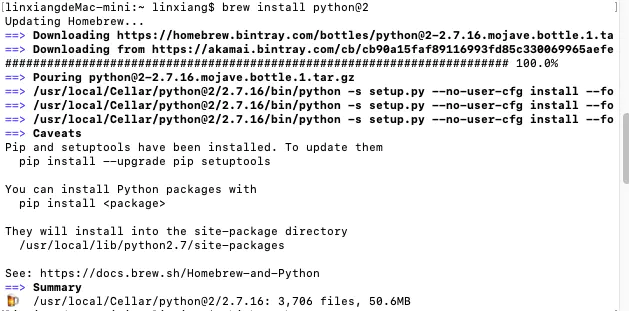 [linxiangdeMac-mini:~ linxiang$ brew install python@2
Updating Homebrew...
==> Downloading https://homebrew.bintray.com/bottles/python@2-2.7.16.mojave.bottle.1.ta
==> Downloading from https://akamai.bintray.com/cb/cb90a15faf89116993fd85c330069965aefe
######################################################################## 100.0%
==> Pouring python@2-2.7.16.mojave.bottle.1.tar.gz
==> /usr/local/Cellar/python@2/2.7.16/bin/python -s setup.py --no-user-cfg install --fo
==> /usr/local/Cellar/python@2/2.7.16/bin/python -s setup.py --no-user-cfg install --fo
==> /usr/local/Cellar/python@2/2.7.16/bin/python -s setup.py --no-user-cfg install --fo
==> Caveats
Pip and setuptools have been installed. To update them
  pip install --upgrade pip setuptools
You can install Python packages with
  pip install <package>
They will install into the site-package directory
  /usr/local/lib/python2.7/site-packages
See: https://docs.brew.sh/Homebrew-and-Python
==> Summary
🍺  /usr/local/Cellar/python@2/2.7.16: 3,706 files, 50.6MB